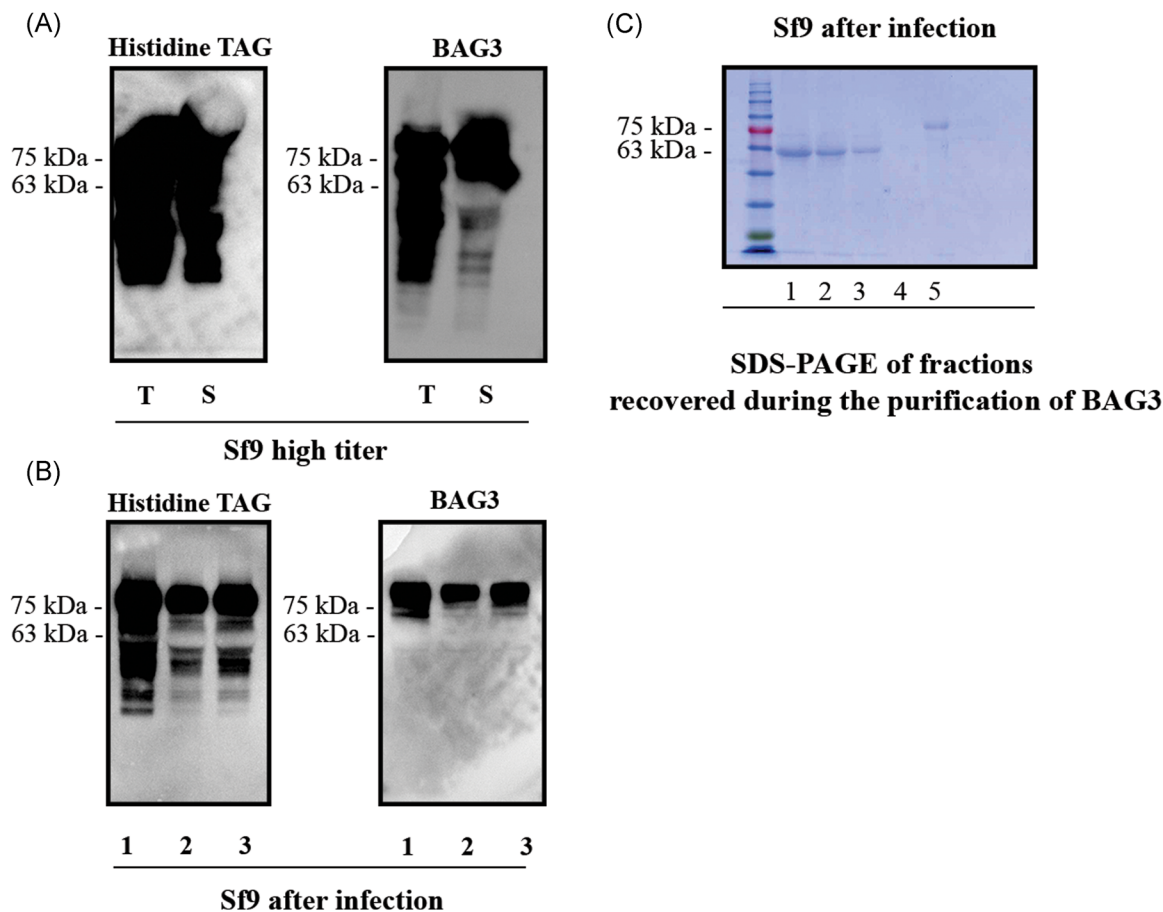 (A)
Histidine TAG
BAG3
75 kDa -
63 kDa -
75 kDa -
63 kDa -
T S
T S
Sf9 high titer
(B)
Histidine TAG
BAG3
75 kDa -
63 kDa -
75 kDa -
63 kDa -
1 2 3
1 2 3
Sf9 after infection
(C)
Sf9 after infection
75 kDa -
63 kDa -
1 2 3 4 5
SDS-PAGE of fractions
recovered during the purification of BAG3